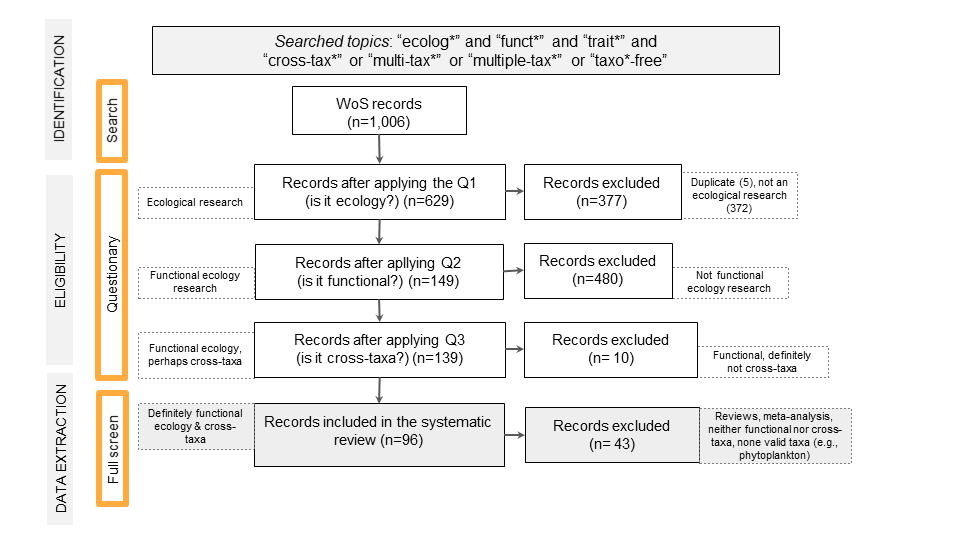 IDENTIFICATION
Searched topics: “ecolog*” and “funct*” and “trait*” and
“cross-tax*” or “multi-tax*” or “multiple-tax*” or “taxo*-free”
Search
WoS records
(n=1,006)
ELIGIBILITY
Questionary
Ecological research
Records after applying the Q1
(is it ecology?) (n=629)
Records excluded
(n=377)
Duplicate (5), not an
ecological research
(372)
Functional ecology
research
Records after apllying Q2
(is it functional?) (n=149)
Records excluded
(n=480)
Not functional
ecology research
Functional ecology,
perhaps cross-taxa
Records after applying Q3
(is it cross-taxa?) (n=139)
Records excluded
(n= 10)
Functional, definitely
not cross-taxa
DATA EXTRACTION
Full screen
Definitely functional
ecology & cross-
taxa
Records included in the systematic
review (n=96)
Records excluded
(n= 43)
Reviews, meta-analysis,
neither functional nor cross-
taxa, none valid taxa (e.g.,
phytoplankton)